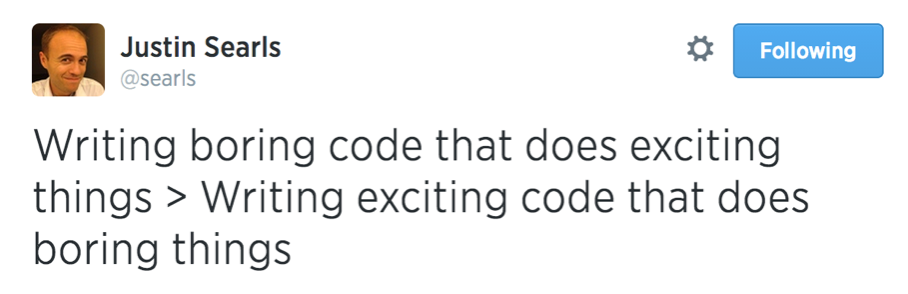 Justin Searls
@searls
Following
Writing boring code that does exciting
things > Writing exciting code that does
boring things